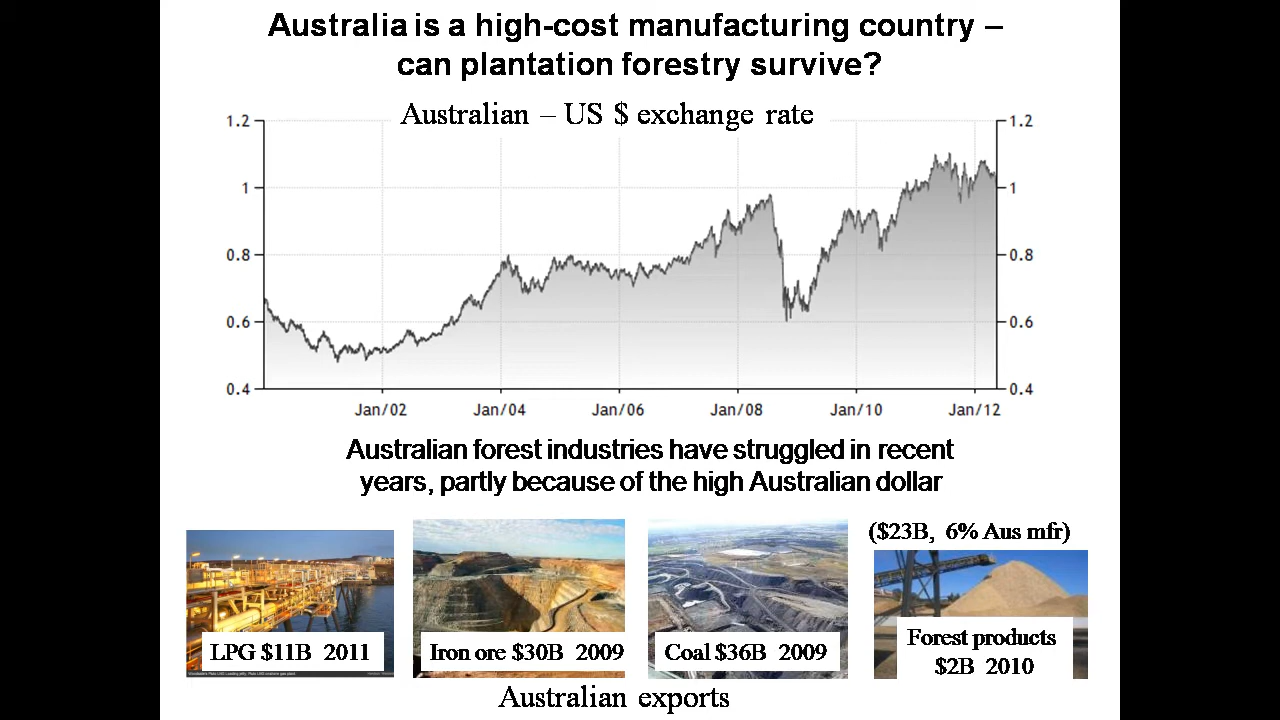 Australia is a high-cost manufacturing country –
can plantation forestry survive?
Australian – US $ exchange rate
1.2
1.2
1
1
0.8
0.8
0.6
0.6
0.4
0.4
Jan/02
Jan/04
Jan/06
Jan/08
Jan/10
Jan/12
Australian forest industries have struggled in recent
years, partly because of the high Australian dollar
($23B, 6% Aus mfr)
LPG $11B 2011
Iron ore $30B 2009
Coal $36B 2009
Forest products
$2B 2010
Australian exports